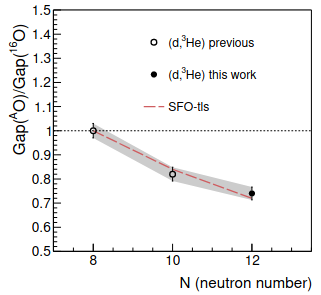 Gap(ᴬO)/Gap(¹⁶O)
1.5
1.4
1.3
1.2
1.1
1
0.9
0.8
0.7
0.6
0.5
(d,³He) previous
(d,³He) this work
SFO-tls
8
10
12
N (neutron number)